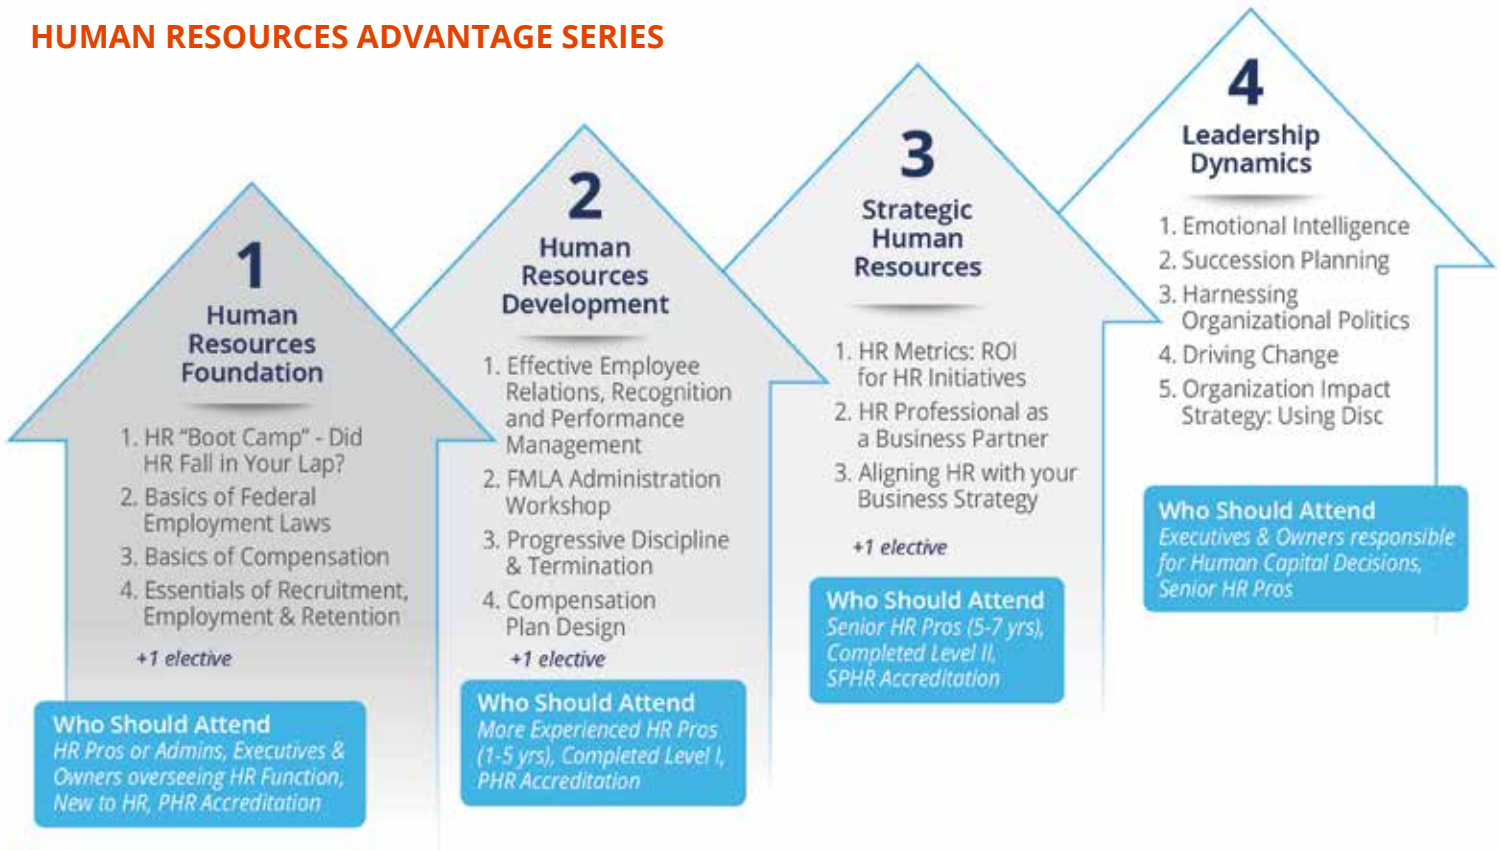 HUMAN RESOURCES ADVANTAGE SERIES
1
Human
Resources
Foundation
1. HR “Boot Camp” - Did
HR Fall in Your Lap?
2. Basics of Federal
Employment Laws
3. Basics of Compensation
4. Essentials of Recruitment,
Employment & Retention
+1 elective
Who Should Attend
HR Pros or Admins, Executives &
Owners overseeing HR Function,
New to HR, PHR Accreditation
2
Human
Resources
Development
1. Effective Employee
Relations, Recognition
and Performance
Management
2. FMLA Administration
Workshop
3. Progressive Discipline
& Termination
4. Compensation
Plan Design
+1 elective
Who Should Attend
More Experienced HR Pros
(1-5 yrs), Completed Level I,
PHR Accreditation
3
Strategic
Human
Resources
1. HR Metrics: ROI
for HR Initiatives
2. HR Professional as
a Business Partner
3. Aligning HR with your
Business Strategy
+1 elective
Who Should Attend
Senior HR Pros (5-7 yrs),
Completed Level II,
SPHR Accreditation
4
Leadership
Dynamics
1. Emotional Intelligence
2. Succession Planning
3. Harnessing
Organizational Politics
4. Driving Change
5. Organization Impact
Strategy: Using Disc
Who Should Attend
Executives & Owners responsible
for Human Capital Decisions,
Senior HR Pros